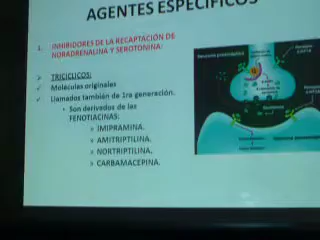 AGENTES ESPECÍFICOS
1. INHIBIDORES DE LA RECAPTACIÓN DE
NORADRENALINA Y SEROTONINA:
TRICICLICOS:
Moléculas originales
Llamados también de 1ra generación.
Son derivados de las
FENOTIACINAS:
IMIPRAMINA.
AMITRIPTILINA.
NORTRIPTILINA.
CARBAMACEPINA.